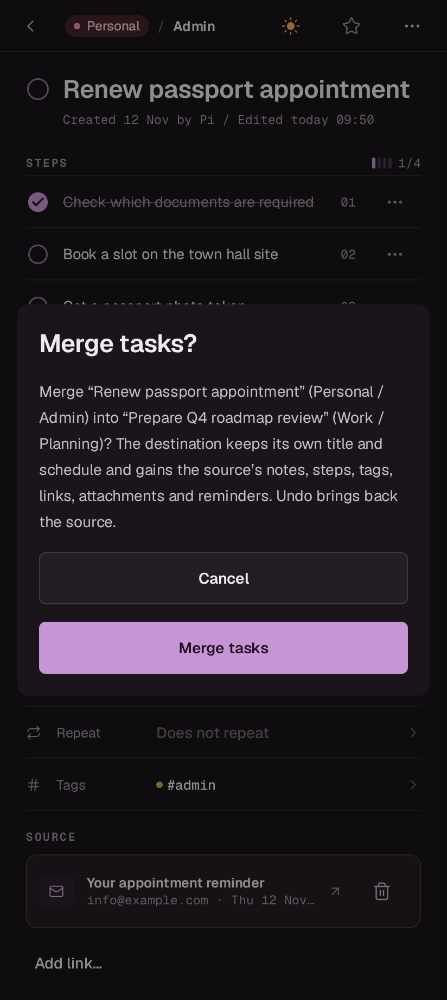 Personal / Admin
Renew passport appointment
Created 12 Nov by Pi / Edited today 09:50
STEPS 1/4
Check which documents are required 01
Book a slot on the town hall site 02
Merge tasks?
Merge “Renew passport appointment” (Personal /
Admin) into “Prepare Q4 roadmap review” (Work /
Planning)? The destination keeps its own title and
schedule and gains the source’s notes, steps, tags,
links, attachments and reminders. Undo brings back
the source.
Cancel
Merge tasks
Repeat Does not repeat
Tags #admin
SOURCE
Your appointment reminder
info@example.com · Thu 12 Nov…
Add link…